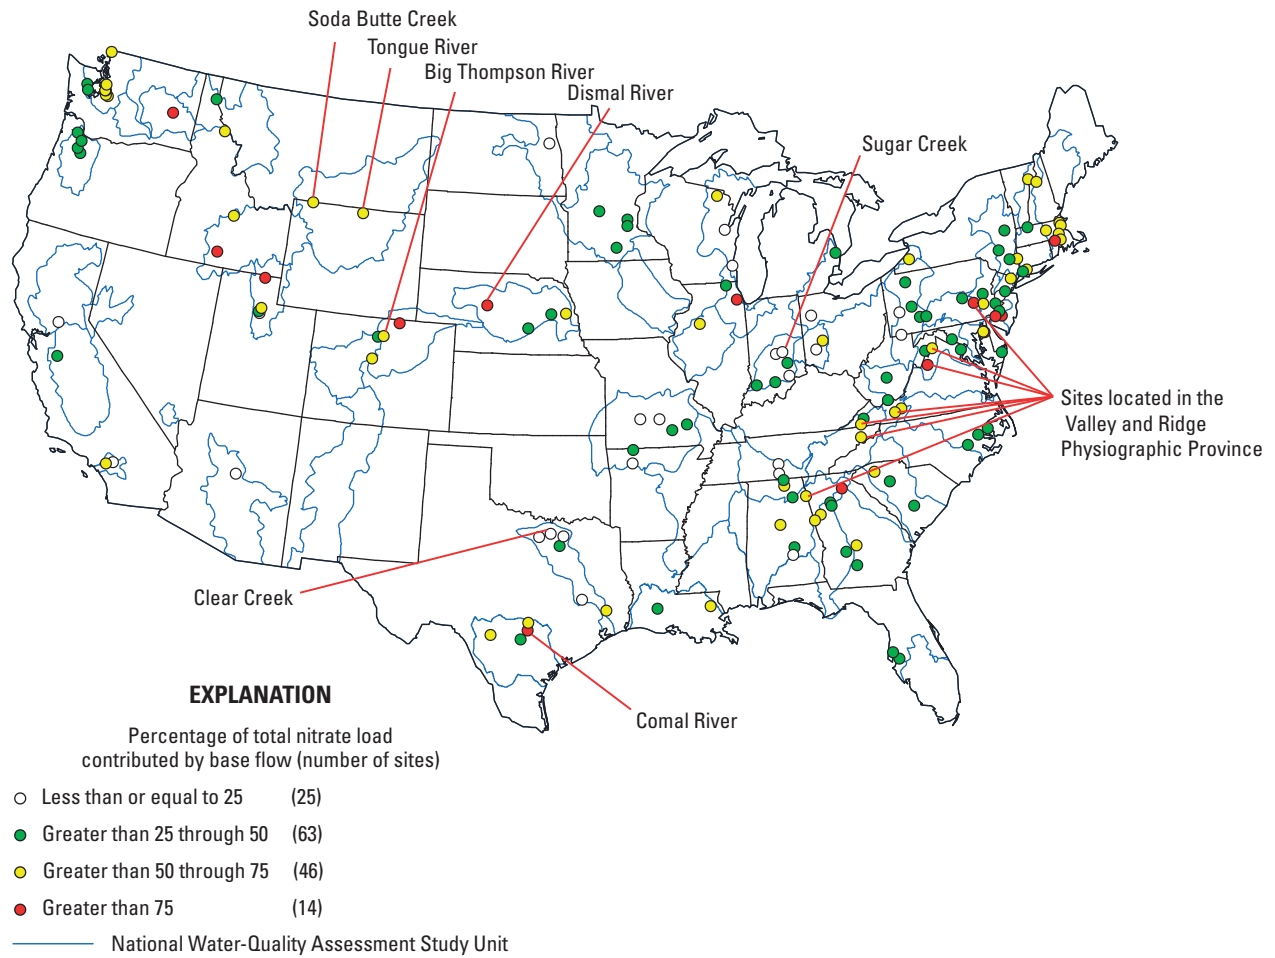 Soda Butte Creek
Tongue River
Big Thompson River
Dismal River
Sugar Creek
Sites located in the
Valley and Ridge
Physiographic Province
Clear Creek
Comal River
EXPLANATION
Percentage of total nitrate load
contributed by base flow (number of sites)
Less than or equal to 25 (25)
Greater than 25 through 50 (63)
Greater than 50 through 75 (46)
Greater than 75 (14)
National Water-Quality Assessment Study Unit